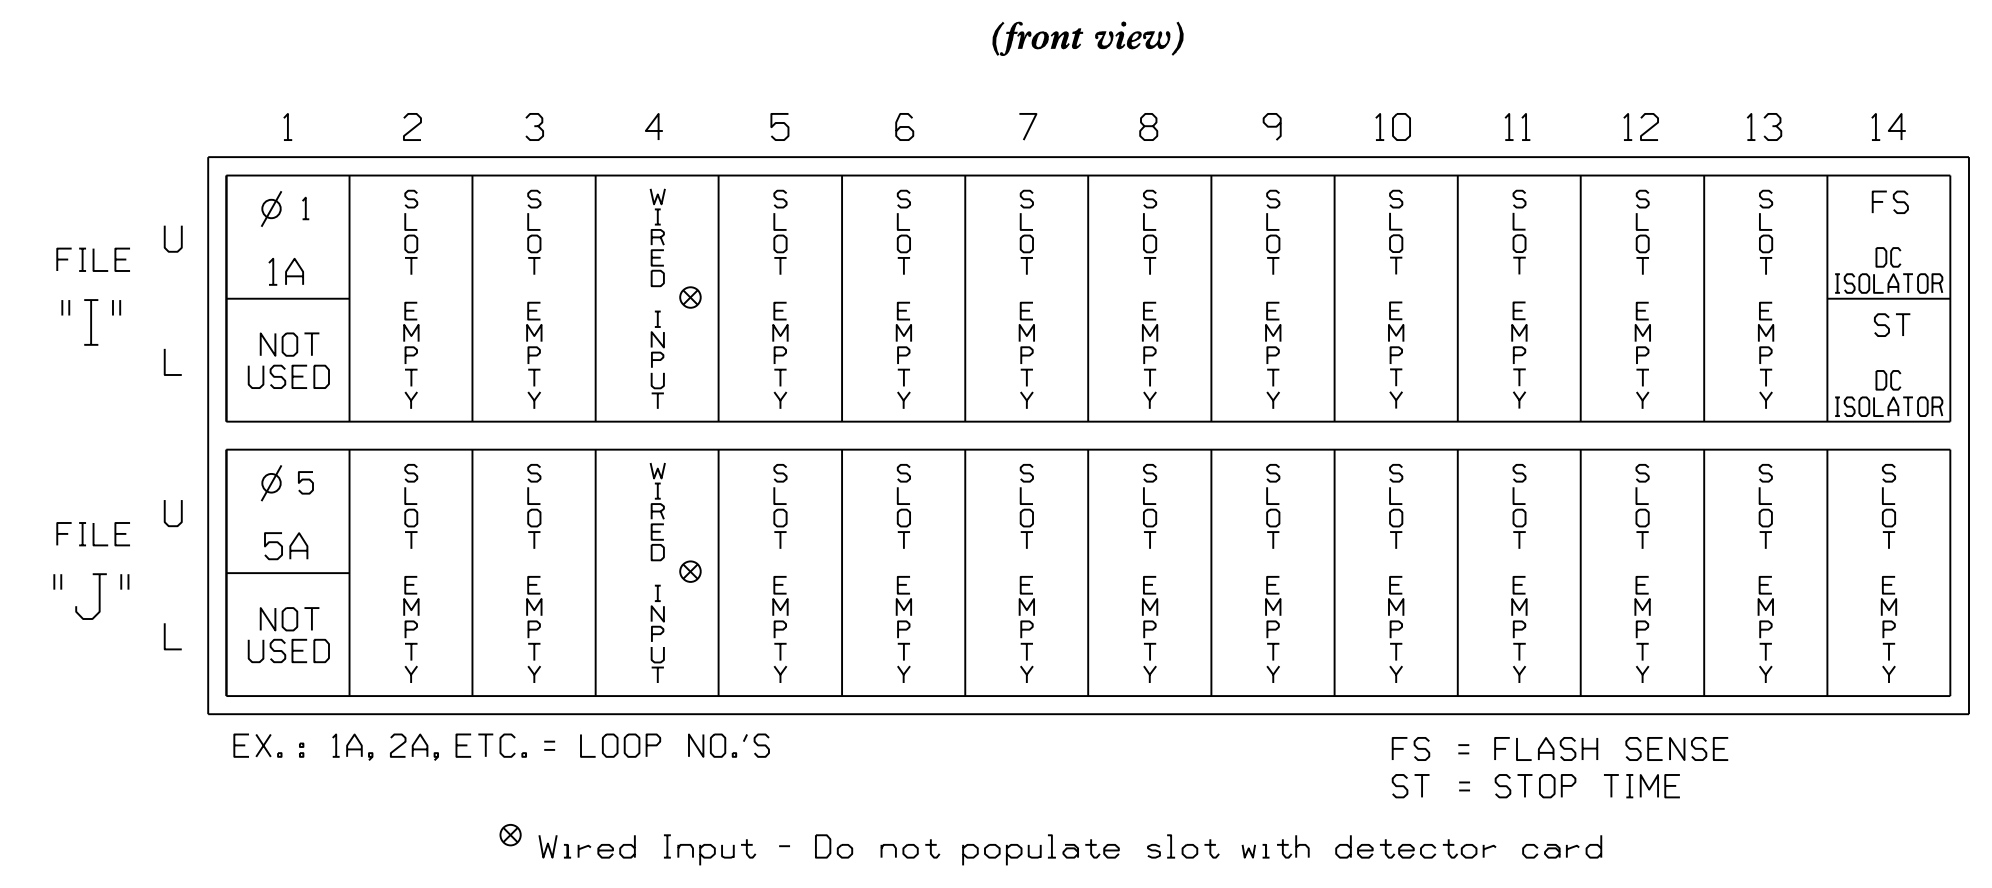 (front view)
1 2 3 4 5 6 7 8 9 10 11 12 13 14
FILE "I"
U
L
Ø 1
1A
NOT
USED
SLOT EMPTY
SLOT EMPTY
WIRED INPUT ⊗
SLOT EMPTY
SLOT EMPTY
SLOT EMPTY
SLOT EMPTY
SLOT EMPTY
SLOT EMPTY
SLOT EMPTY
SLOT EMPTY
SLOT EMPTY
FS
DC
ISOLATOR
ST
DC
ISOLATOR
FILE "J"
U
L
Ø 5
5A
NOT
USED
SLOT EMPTY
SLOT EMPTY
WIRED INPUT ⊗
SLOT EMPTY
SLOT EMPTY
SLOT EMPTY
SLOT EMPTY
SLOT EMPTY
SLOT EMPTY
SLOT EMPTY
SLOT EMPTY
SLOT EMPTY
SLOT EMPTY
EX.: 1A, 2A, ETC. = LOOP NO.'S
FS = FLASH SENSE
ST = STOP TIME
⊗ Wired Input - Do not populate slot with detector card